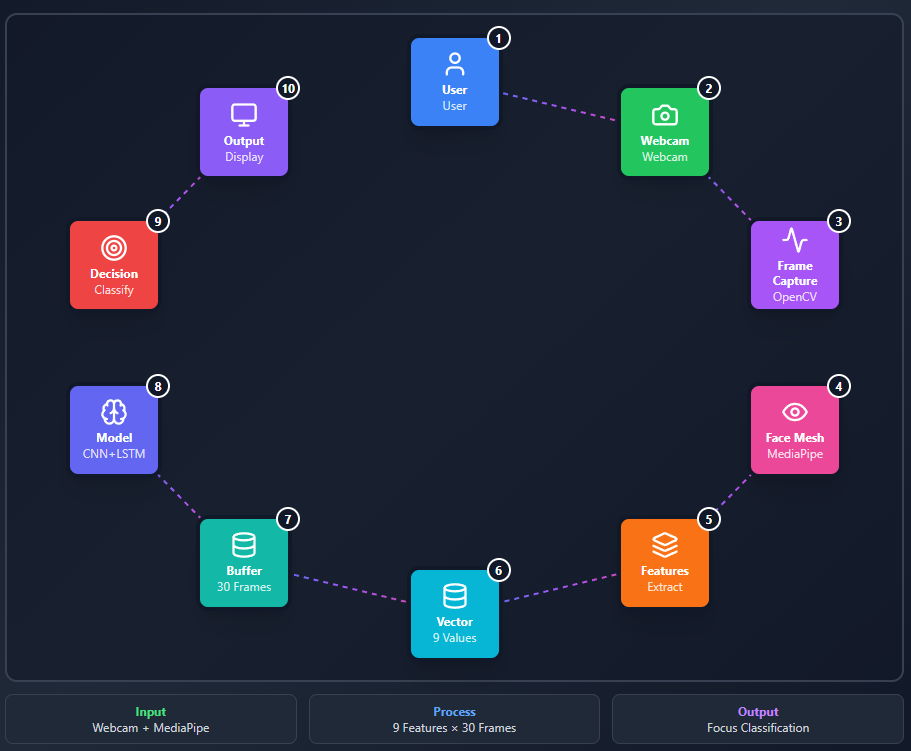 1
User
User
2
Webcam
Webcam
3
Frame
Capture
OpenCV
4
Face Mesh
MediaPipe
5
Features
Extract
6
Vector
9 Values
7
Buffer
30 Frames
8
Model
CNN+LSTM
9
Decision
Classify
10
Output
Display
Input
Webcam + MediaPipe
Process
9 Features × 30 Frames
Output
Focus Classification